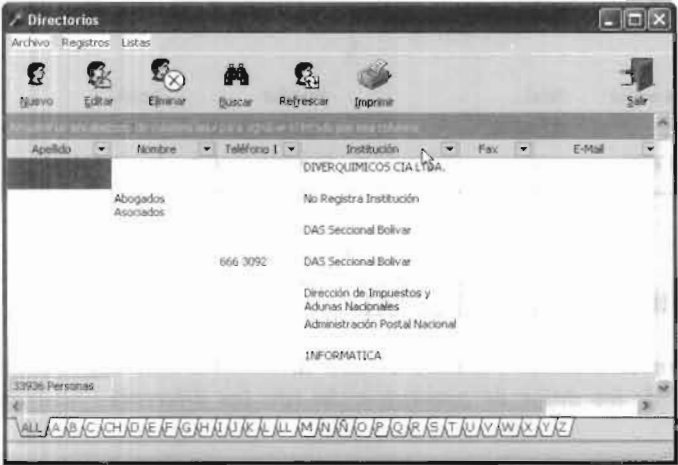 Directorios
Archivo Registros Listas
Nuevo Editar Eliminar Buscar Refrescar Imprimir Salir
Apellido Nombre Teléfono 1 Institución Fax E-Mail
DIVERQUIMICOS CIA LTDA.
Abogados Asociados No Registra Institución
DAS Seccional Bolivar
666 3092 DAS Seccional Bolivar
Dirección de Impuestos y
Adunas Nacionales
Administración Postal Nacional
1NFORMATICA
33936 Personas
ALL A B C CH D E F G H I J K L LL M N Ñ O P Q R S T U V W X Y Z